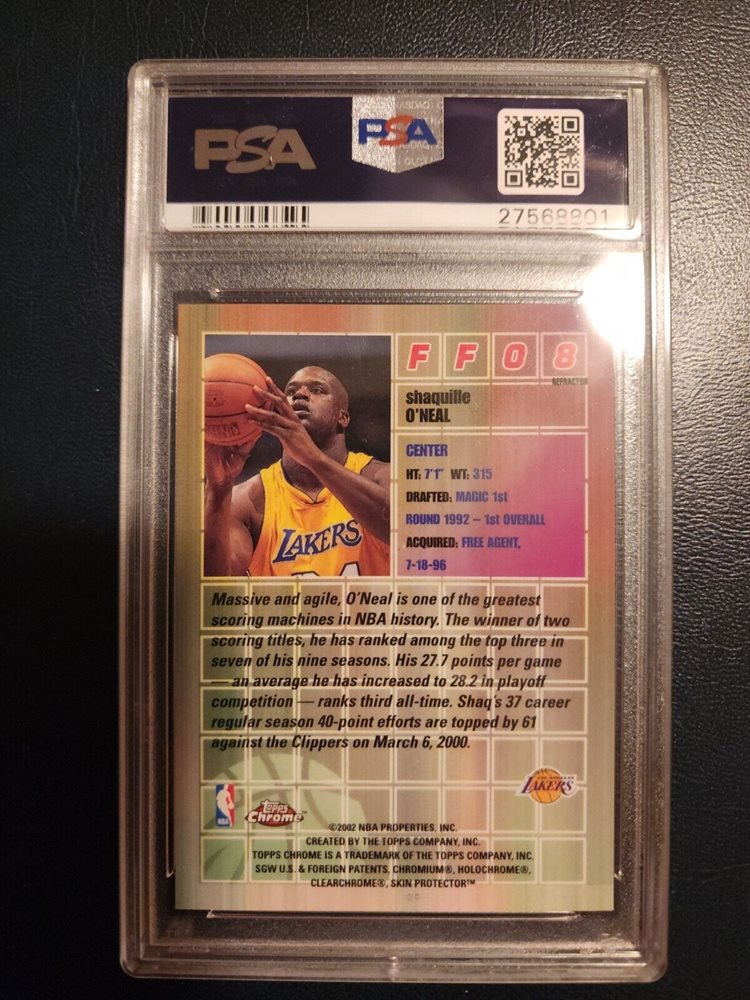 PSA
PSA
27568801
FF08
REFRACTOR
shaquille
O'NEAL
CENTER
HT: 7'1" WT: 315
DRAFTED: MAGIC 1st
ROUND 1992 – 1st OVERALL
ACQUIRED: FREE AGENT,
7-18-96
LAKERS
Massive and agile, O'Neal is one of the greatest
scoring machines in NBA history. The winner of two
scoring titles, he has ranked among the top three in
seven of his nine seasons. His 27.7 points per game
— an average he has increased to 28.2 in playoff
competition — ranks third all-time. Shaq's 37 career
regular season 40-point efforts are topped by 61
against the Clippers on March 6, 2000.
LAKERS
NBA
Topps
Chrome™
©2002 NBA PROPERTIES, INC.
CREATED BY THE TOPPS COMPANY, INC.
TOPPS CHROME IS A TRADEMARK OF THE TOPPS COMPANY, INC.
SGW U.S. & FOREIGN PATENTS, CHROMIUM®, HOLOCHROME®,
CLEARCHROME®, SKIN PROTECTOR™